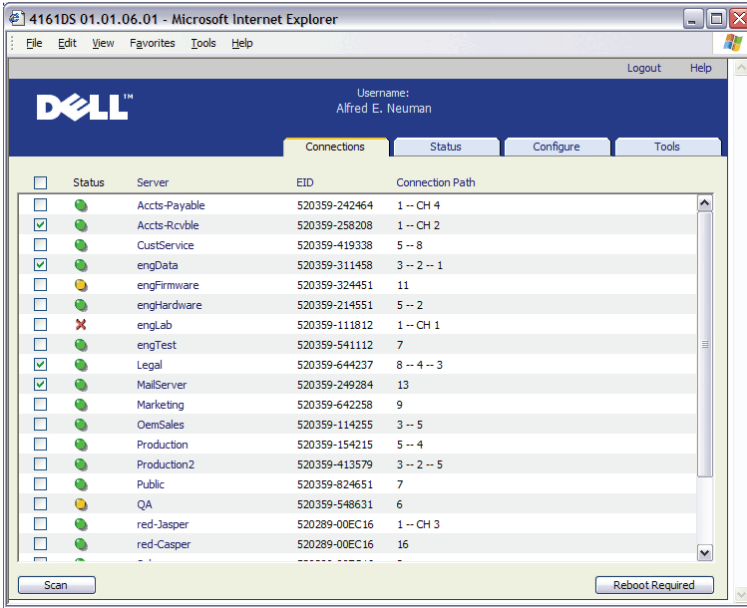 4161DS 01.01.06.01 - Microsoft Internet Explorer
File Edit View Favorites Tools Help
Logout Help
DELL™
Username:
Alfred E. Neuman
Connections Status Configure Tools
Status Server EID Connection Path
Accts-Payable 520359-242464 1 -- CH 4
Accts-Rcvble 520359-258208 1 -- CH 2
CustService 520359-419338 5 -- 8
engData 520359-311458 3 -- 2 -- 1
engFirmware 520359-324451 11
engHardware 520359-214551 5 -- 2
engLab 520359-111812 1 -- CH 1
engTest 520359-541112 7
Legal 520359-644237 8 -- 4 -- 3
MailServer 520359-249284 13
Marketing 520359-642258 9
OemSales 520359-114255 3 -- 5
Production 520359-154215 5 -- 4
Production2 520359-413579 3 -- 2 -- 5
Public 520359-824651 7
QA 520359-548631 6
red-Jasper 520289-00EC16 1 -- CH 3
red-Casper 520289-00EC16 16
Scan Reboot Required